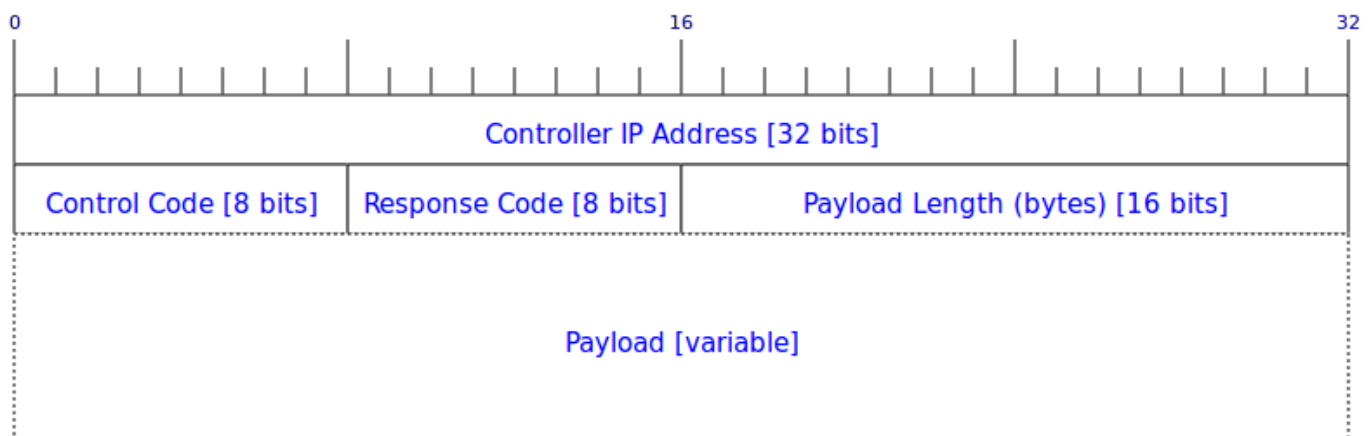 0 16 32
Controller IP Address [32 bits]
Control Code [8 bits] Response Code [8 bits] Payload Length (bytes) [16 bits]
Payload [variable]